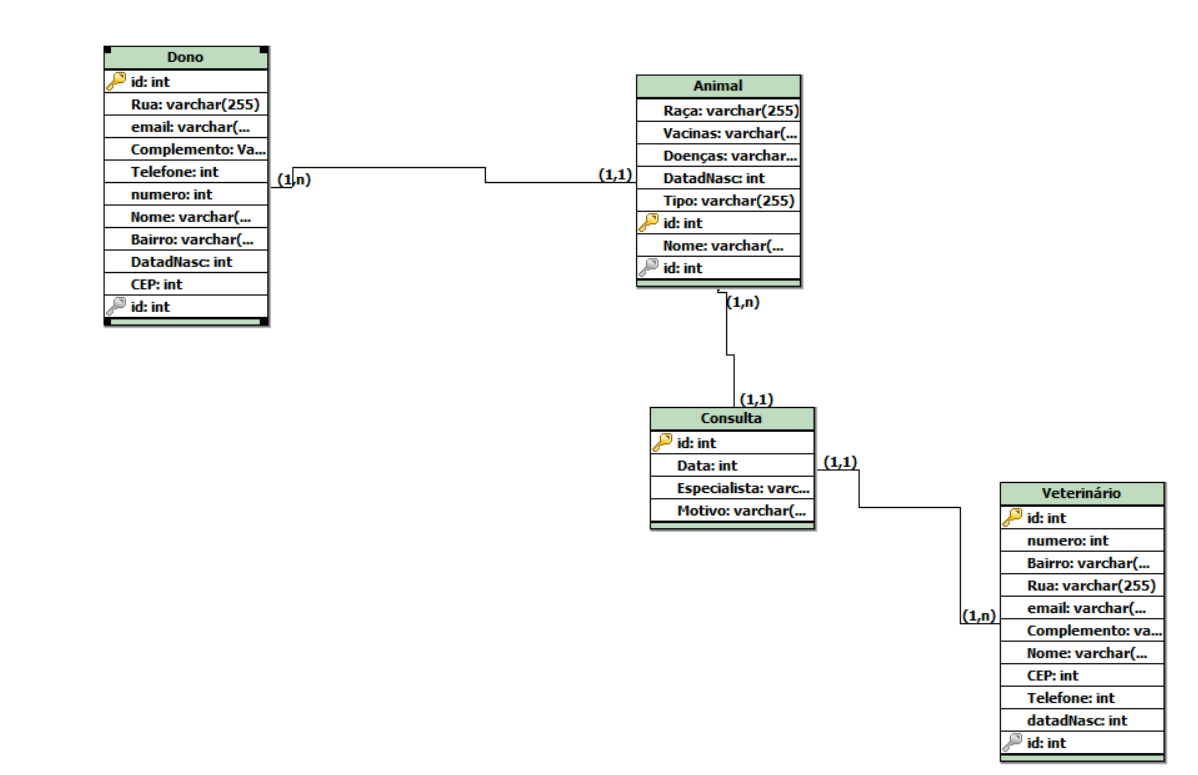 Dono
id: int
Rua: varchar(255)
email: varchar(...
Complemento: Va...
Telefone: int
numero: int
Nome: varchar(...
Bairro: varchar(...
DatadNasc: int
CEP: int
id: int
(1,n)
(1,1)
Animal
Raça: varchar(255)
Vacinas: varchar(...
Doenças: varchar...
DatadNasc: int
Tipo: varchar(255)
id: int
Nome: varchar(...
id: int
(1,n)
(1,1)
Consulta
id: int
Data: int
Especialista: varc...
Motivo: varchar(...
(1,1)
(1,n)
Veterinário
id: int
numero: int
Bairro: varchar(...
Rua: varchar(255)
email: varchar(...
Complemento: va...
Nome: varchar(...
CEP: int
Telefone: int
datadNasc: int
id: int